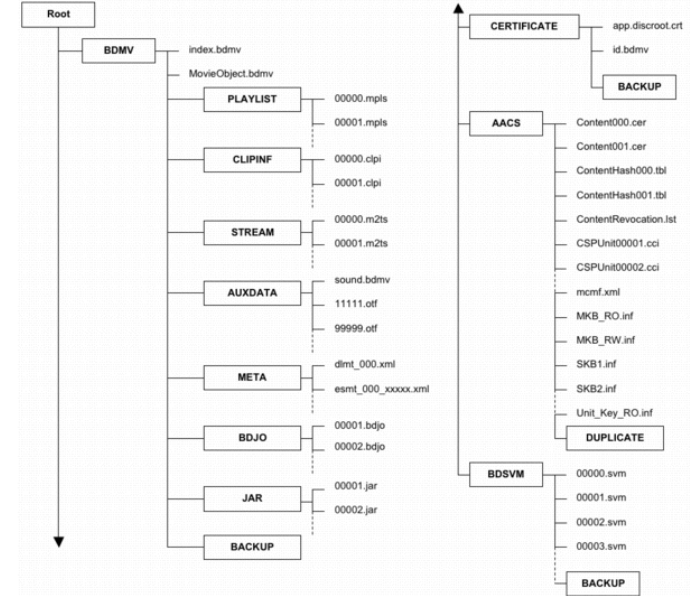 Root
BDMV
index.bdmv
MovieObject.bdmv
PLAYLIST
00000.mpls
00001.mpls
CLIPINF
00000.clpi
00001.clpi
STREAM
00000.m2ts
00001.m2ts
AUXDATA
sound.bdmv
11111.otf
99999.otf
META
dlmt_000.xml
esmt_000_xxxxx.xml
BDJO
00001.bdjo
00002.bdjo
JAR
00001.jar
00002.jar
BACKUP
CERTIFICATE
app.discroot.crt
id.bdmv
BACKUP
AACS
Content000.cer
Content001.cer
ContentHash000.tbl
ContentHash001.tbl
ContentRevocation.lst
CSPUnit00001.cci
CSPUnit00002.cci
mcmf.xml
MKB_RO.inf
MKB_RW.inf
SKB1.inf
SKB2.inf
Unit_Key_RO.inf
DUPLICATE
BDSVM
00000.svm
00001.svm
00002.svm
00003.svm
BACKUP